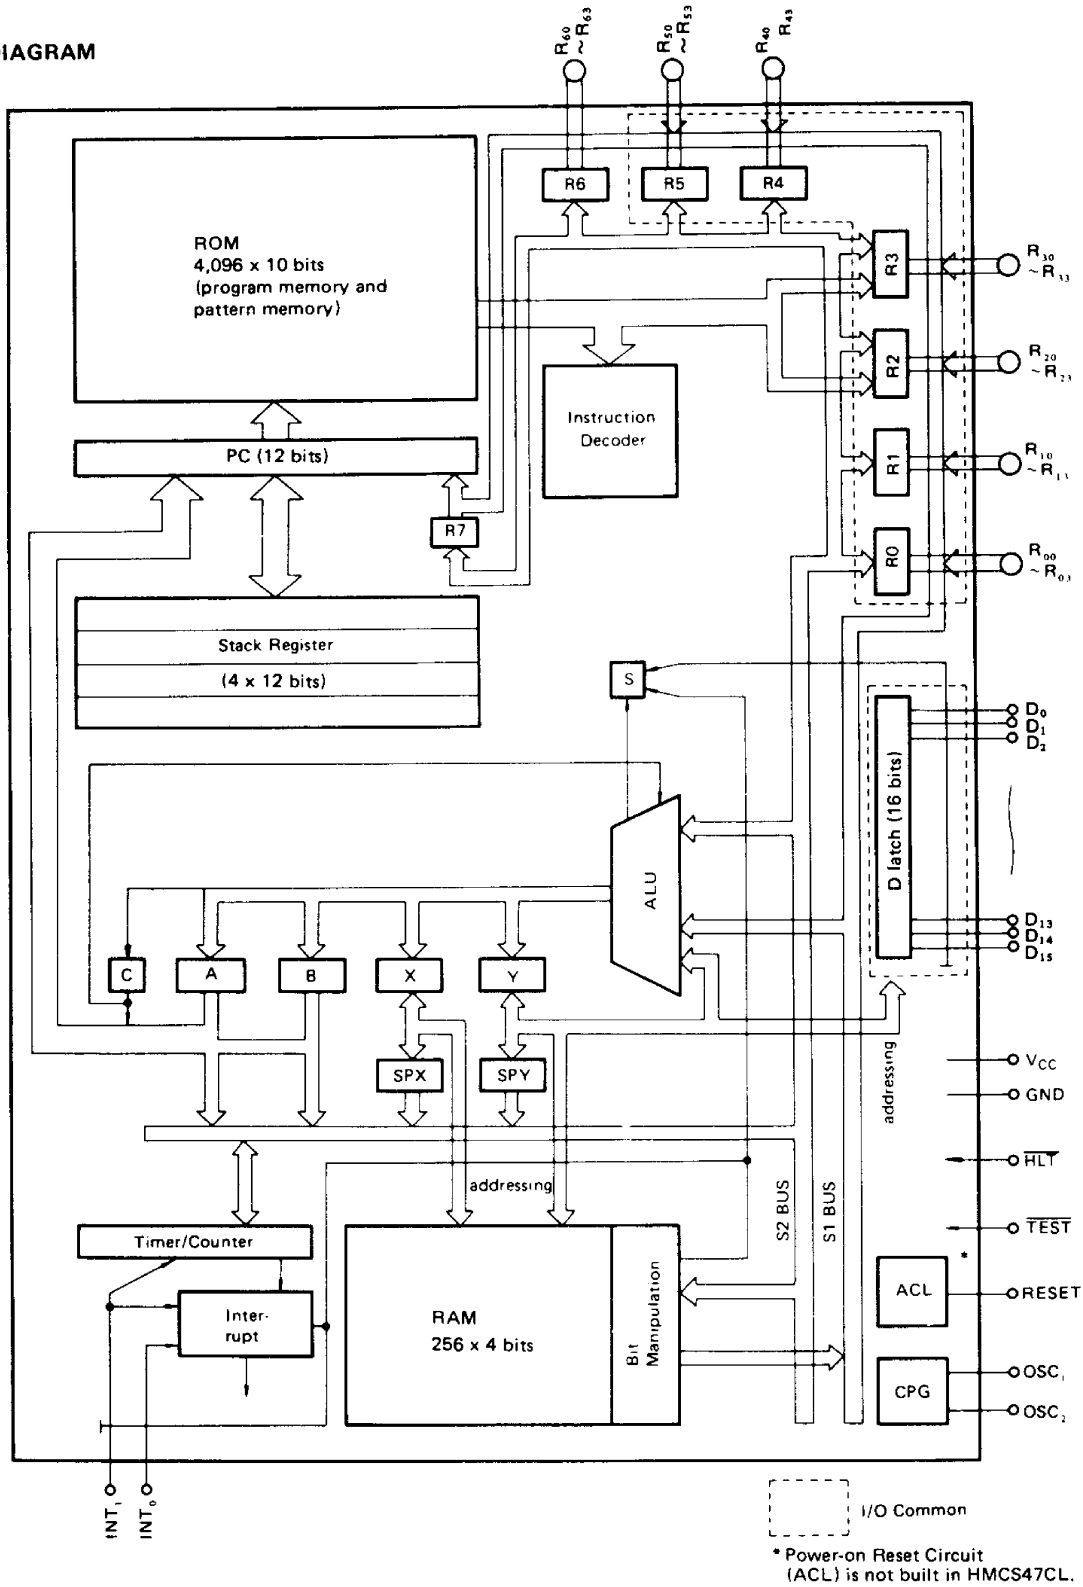 IAGRAM
R60
~R63
R50
~R53
R40
R43
R6
R5
R4
ROM
4,096 x 10 bits
(program memory and
pattern memory)
R3
R30
~R33
R2
R20
~R23
Instruction
Decoder
PC (12 bits)
R1
R10
~R13
R7
R0
R00
~R03
Stack Register
(4 x 12 bits)
S
D latch (16 bits)
D0
D1
D2
ALU
D13
D14
D15
C
A
B
X
Y
SPX
SPY
addressing
VCC
GND
HLT
TEST
addressing
S2 BUS
S1 BUS
Timer/Counter
Inter-
rupt
RAM
256 x 4 bits
Bit
Manipulation
*
ACL
RESET
CPG
OSC1
OSC2
INT1
INT0
I/O Common
* Power-on Reset Circuit
(ACL) is not built in HMCS47CL.